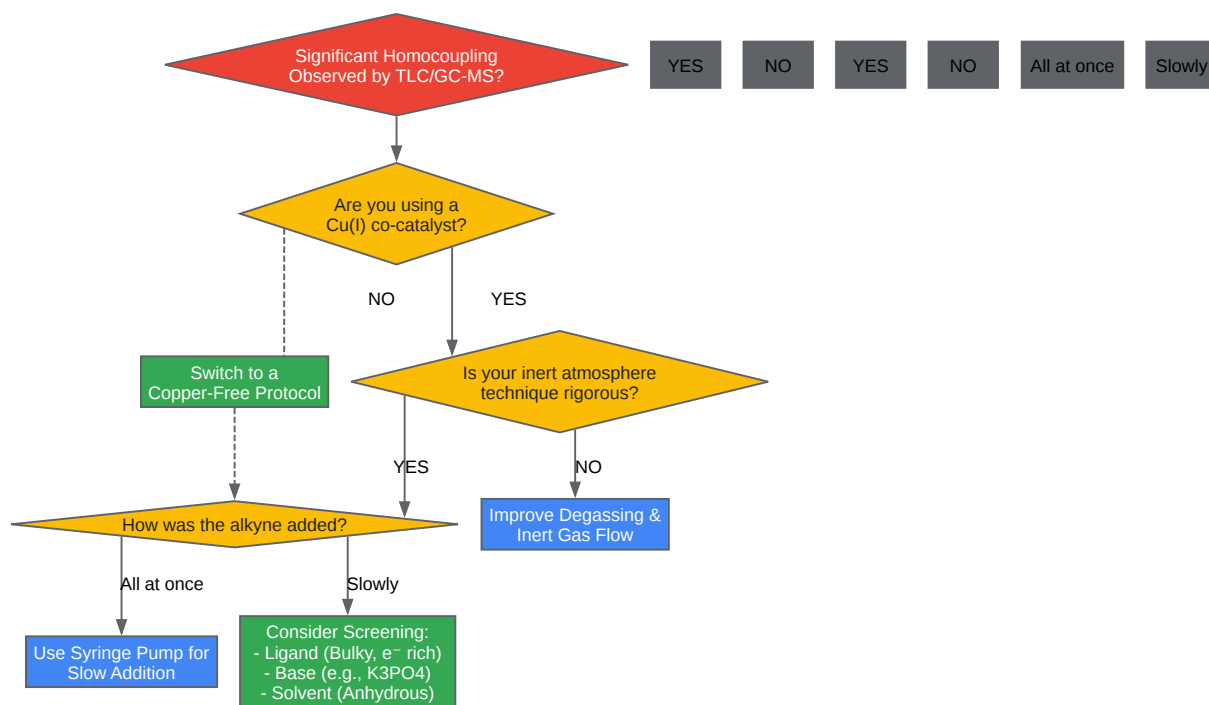 Significant Homocoupling
Observed by TLC/GC-MS?
YES
NO
YES
NO
All at once
Slowly
Are you using a
Cu(I) co-catalyst?
NO
YES
Switch to a
Copper-Free Protocol
Is your inert atmosphere
technique rigorous?
YES
NO
How was the alkyne added?
Improve Degassing &
Inert Gas Flow
All at once
Slowly
Use Syringe Pump for
Slow Addition
Consider Screening:
- Ligand (Bulky, e⁻ rich)
- Base (e.g., K3PO4)
- Solvent (Anhydrous)